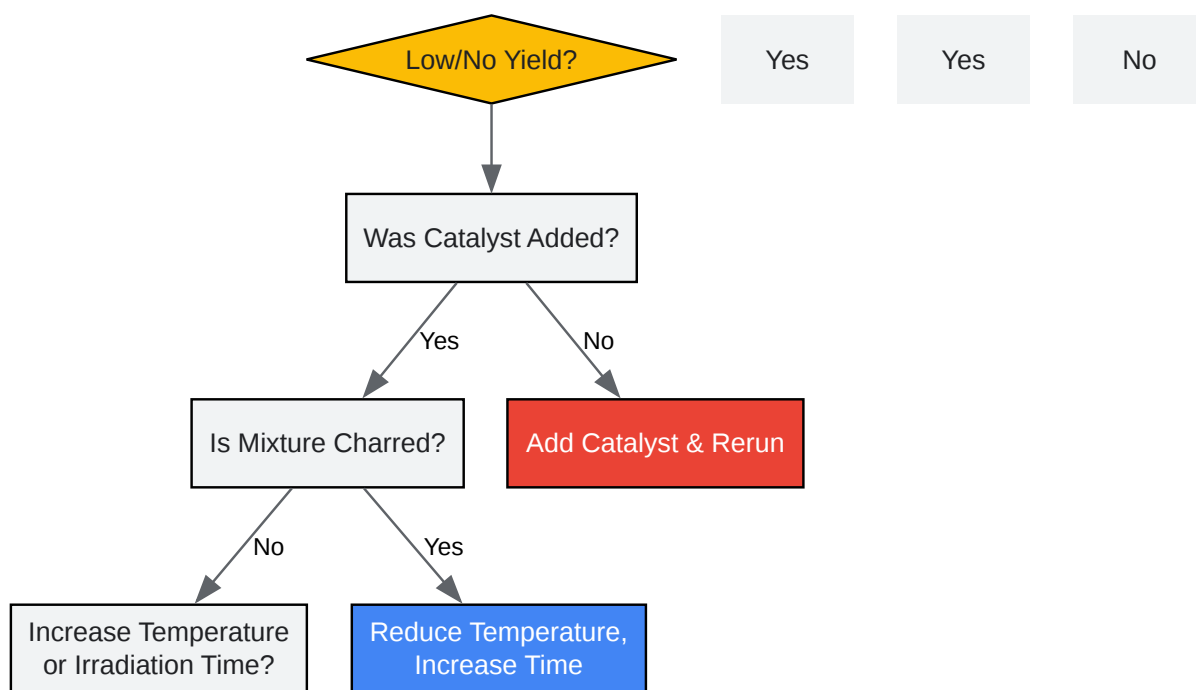 Low/No Yield?
Yes
Yes
No
Was Catalyst Added?
Yes
No
Is Mixture Charred?
Add Catalyst & Rerun
No
Yes
Increase Temperature
or Irradiation Time?
Reduce Temperature,
Increase Time